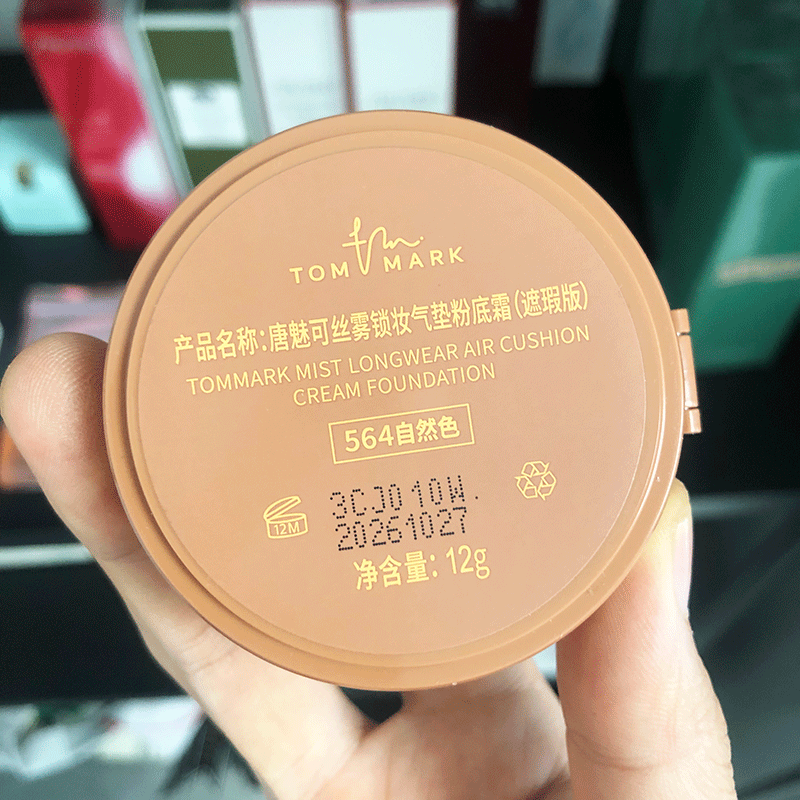 tm.
TOM MARK
产品名称:唐魅可丝雾锁妆气垫粉底霜(遮瑕版)
TOMMARK MIST LONGWEAR AIR CUSHION
CREAM FOUNDATION
564自然色
12M
3CJ010W.
20261027
净含量: 12g